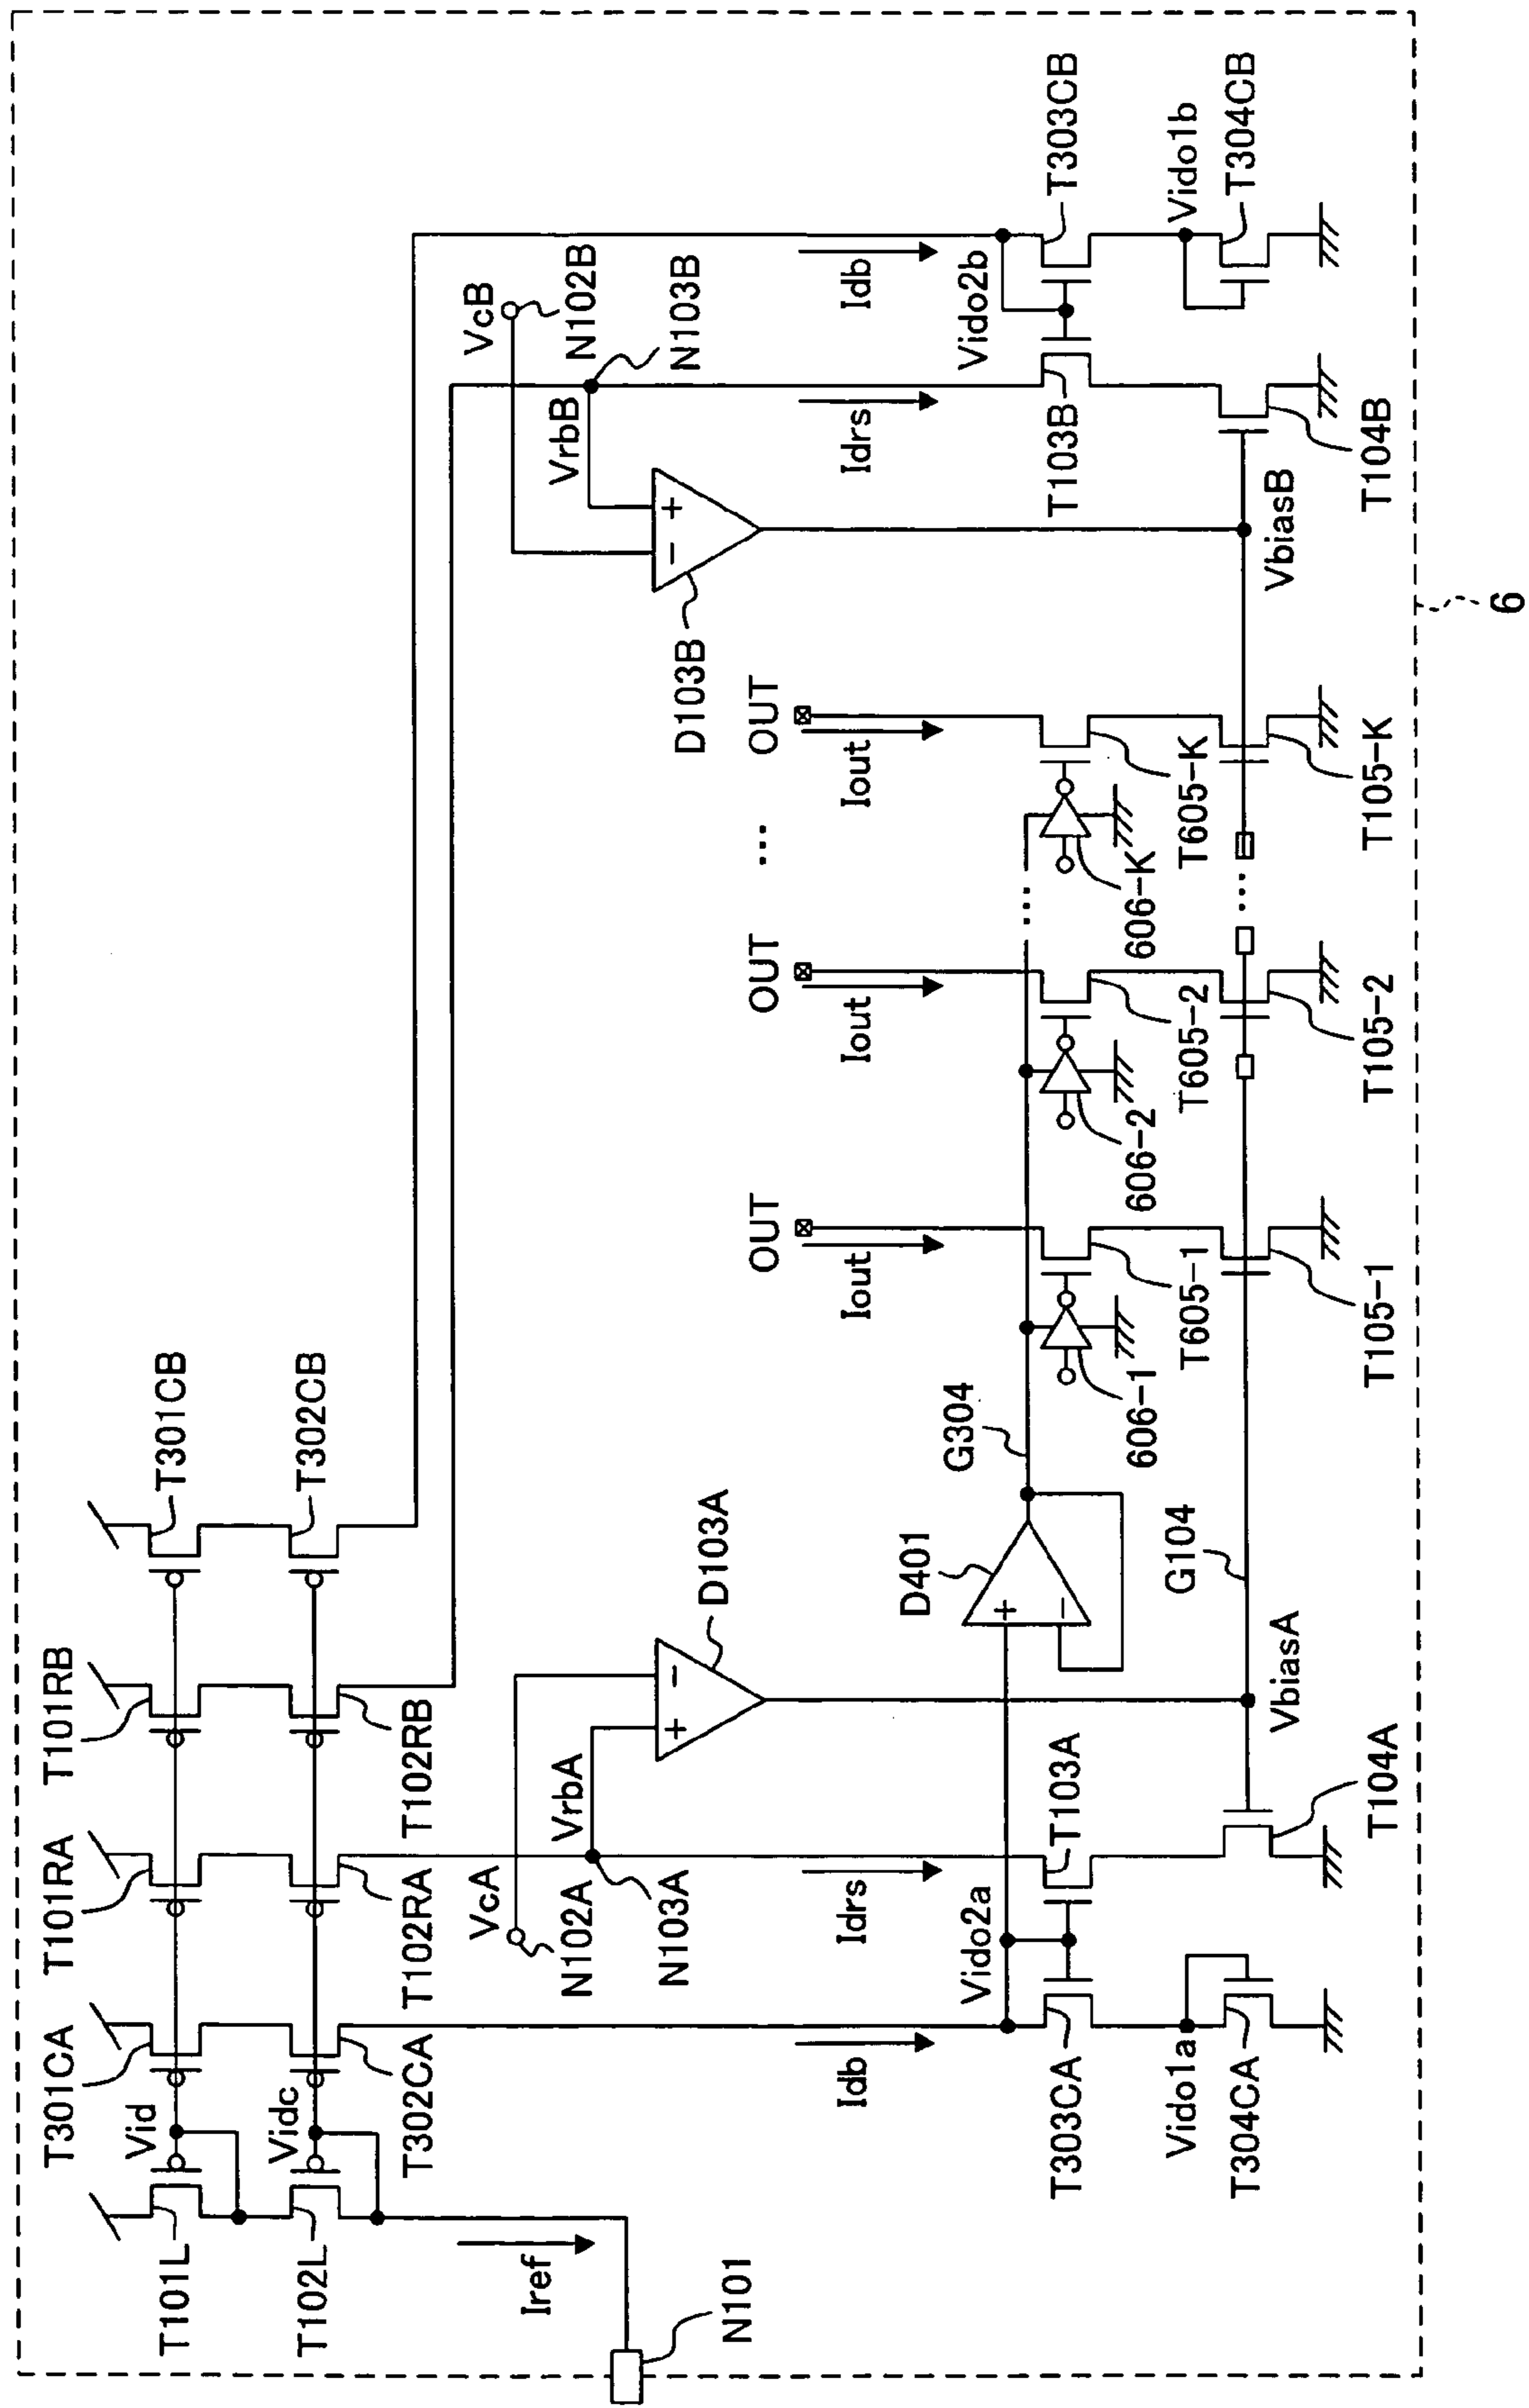 T101L
T102L
Vid
Vidc
T301CA
T302CA
T101RA
T102RA
T101RB
T102RB
T301CB
T302CB
Iref
N101
VcA
N102A
VrbA
N103A
D103A
VcB
N102B
VrbB
N103B
D103B
+
−
−
+
Idb
Idrs
Iout
Iout
Iout
Idrs
Idb
OUT
OUT
...
OUT
Vido2a
T103A
T303CA
Vido1a
T304CA
T104A
D401
+
−
G304
G104
VbiasA
606-1
T605-1
T105-1
606-2
T605-2
T105-2
...
...
606-K
T605-K
T105-K
VbiasB
Vido2b
T103B
T104B
T303CB
Vido1b
T304CB
6